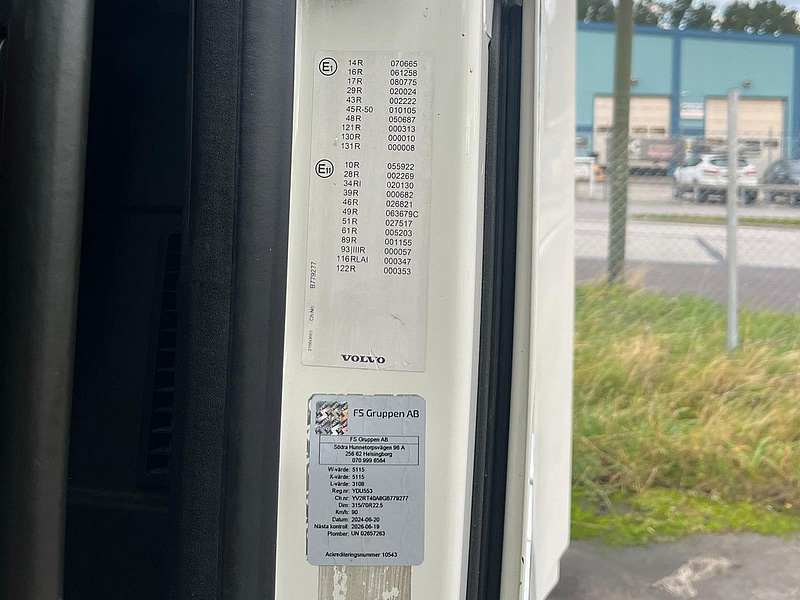 E1
14R 070665
16R 061258
17R 080775
29R 020024
43R 002222
45R-50 010105
48R 050687
121R 000313
130R 000010
131R 000008
E11
10R 055922
28R 002269
34RI 020130
39R 000682
46R 026821
49R 063679C
51R 027517
61R 005203
89R 001155
93|IIIR 000057
116RLAI 000347
122R 000353
Ch.No: B779277
VOLVO
FS Gruppen AB
FS Gruppen AB
Södra Hunnetorpsvägen 96 A
256 62 Helsingborg
070 999 6564
W-värde: 5115
K-värde: 5115
L-värde: 3108
Reg nr: YDU553
Ch.nr: YV2RT40A8GB779277
Dim: 315/70R22.5
Km/h: 90
Datum: 2024-06-20
Nästa kontroll: 2026-06-19
Plomber: UN 02657263
Ackrediteringsnummer 10543